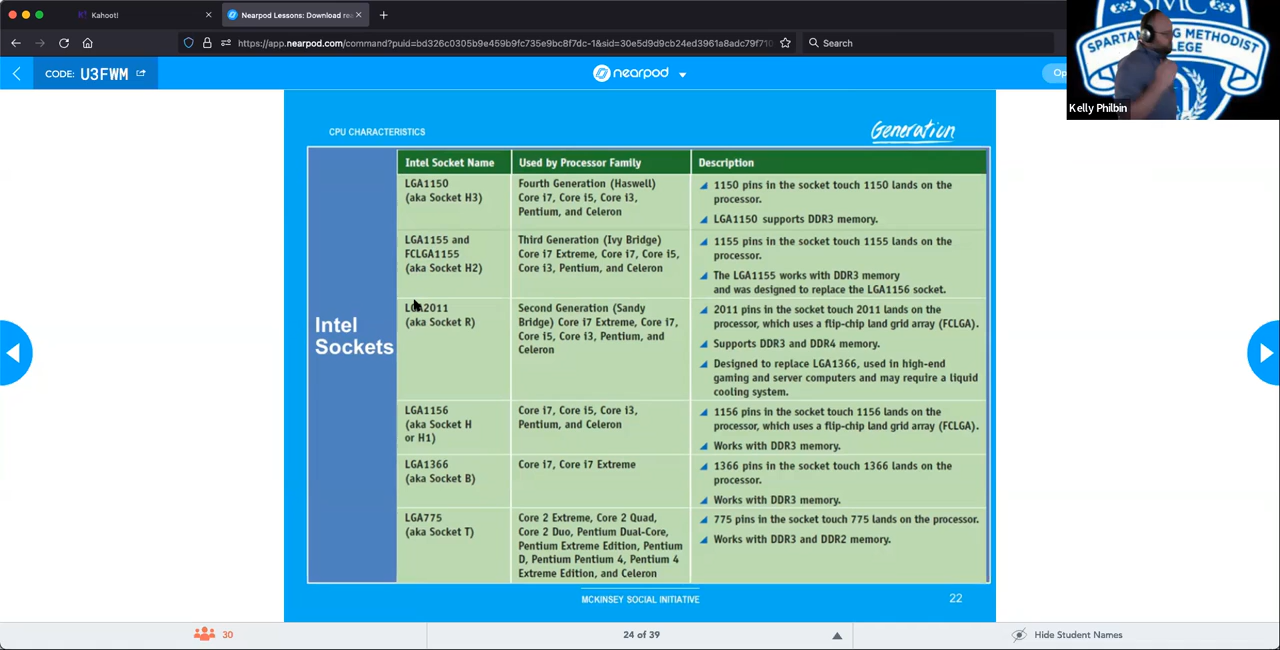 Kahoot!
Nearpod Lessons: Download re
https://app.nearpod.com/command?puid=bd326c0305b9e459b9fc735e9bc8f7dc-1&sid=30e5d9d9cb24ed3961a8adc79f710
Search
SMC
SPARTANBURG METHODIST
COLLEGE
Kelly Philbin
CODE: U3FWM
nearpod
Op
CPU CHARACTERISTICS
Generation
Intel Socket Name
Used by Processor Family
Description
Intel
Sockets
LGA1150
(aka Socket H3)
Fourth Generation (Haswell)
Core i7, Core i5, Core i3,
Pentium, and Celeron
1150 pins in the socket touch 1150 lands on the
processor.
LGA1150 supports DDR3 memory.
LGA1155 and
FCLGA1155
(aka Socket H2)
Third Generation (Ivy Bridge)
Core i7 Extreme, Core i7, Core i5,
Core i3, Pentium, and Celeron
1155 pins in the socket touch 1155 lands on the
processor.
The LGA1155 works with DDR3 memory
and was designed to replace the LGA1156 socket.
LGA2011
(aka Socket R)
Second Generation (Sandy
Bridge) Core i7 Extreme, Core i7,
Core i5, Core i3, Pentium, and
Celeron
2011 pins in the socket touch 2011 lands on the
processor, which uses a flip-chip land grid array (FCLGA).
Supports DDR3 and DDR4 memory.
Designed to replace LGA1366, used in high-end
gaming and server computers and may require a liquid
cooling system.
LGA1156
(aka Socket H
or H1)
Core i7, Core i5, Core i3,
Pentium, and Celeron
1156 pins in the socket touch 1156 lands on the
processor, which uses a flip-chip land grid array (FCLGA).
Works with DDR3 memory.
LGA1366
(aka Socket B)
Core i7, Core i7 Extreme
1366 pins in the socket touch 1366 lands on the
processor.
Works with DDR3 memory.
LGA775
(aka Socket T)
Core 2 Extreme, Core 2 Quad,
Core 2 Duo, Pentium Dual-Core,
Pentium Extreme Edition, Pentium
D, Pentium Pentium 4, Pentium 4
Extreme Edition, and Celeron
775 pins in the socket touch 775 lands on the processor.
Works with DDR3 and DDR2 memory.
MCKINSEY SOCIAL INITIATIVE
22
30
24 of 39
Hide Student Names